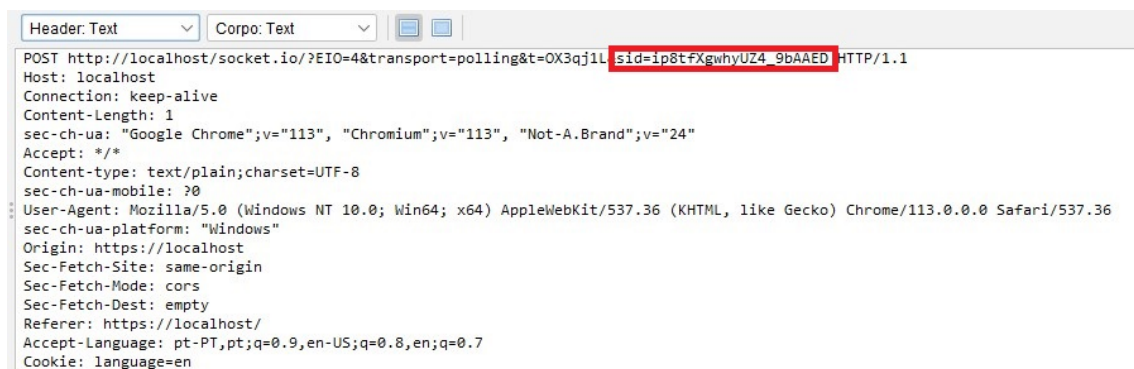 Header: Text Corpo: Text
POST http://localhost/socket.io/?EIO=4&transport=polling&t=OX3qj1L&sid=ip8tfXgwhyUZ4_9bAAED HTTP/1.1
Host: localhost
Connection: keep-alive
Content-Length: 1
sec-ch-ua: "Google Chrome";v="113", "Chromium";v="113", "Not-A.Brand";v="24"
Accept: */*
Content-type: text/plain;charset=UTF-8
sec-ch-ua-mobile: ?0
User-Agent: Mozilla/5.0 (Windows NT 10.0; Win64; x64) AppleWebKit/537.36 (KHTML, like Gecko) Chrome/113.0.0.0 Safari/537.36
sec-ch-ua-platform: "Windows"
Origin: https://localhost
Sec-Fetch-Site: same-origin
Sec-Fetch-Mode: cors
Sec-Fetch-Dest: empty
Referer: https://localhost/
Accept-Language: pt-PT,pt;q=0.9,en-US;q=0.8,en;q=0.7
Cookie: language=en